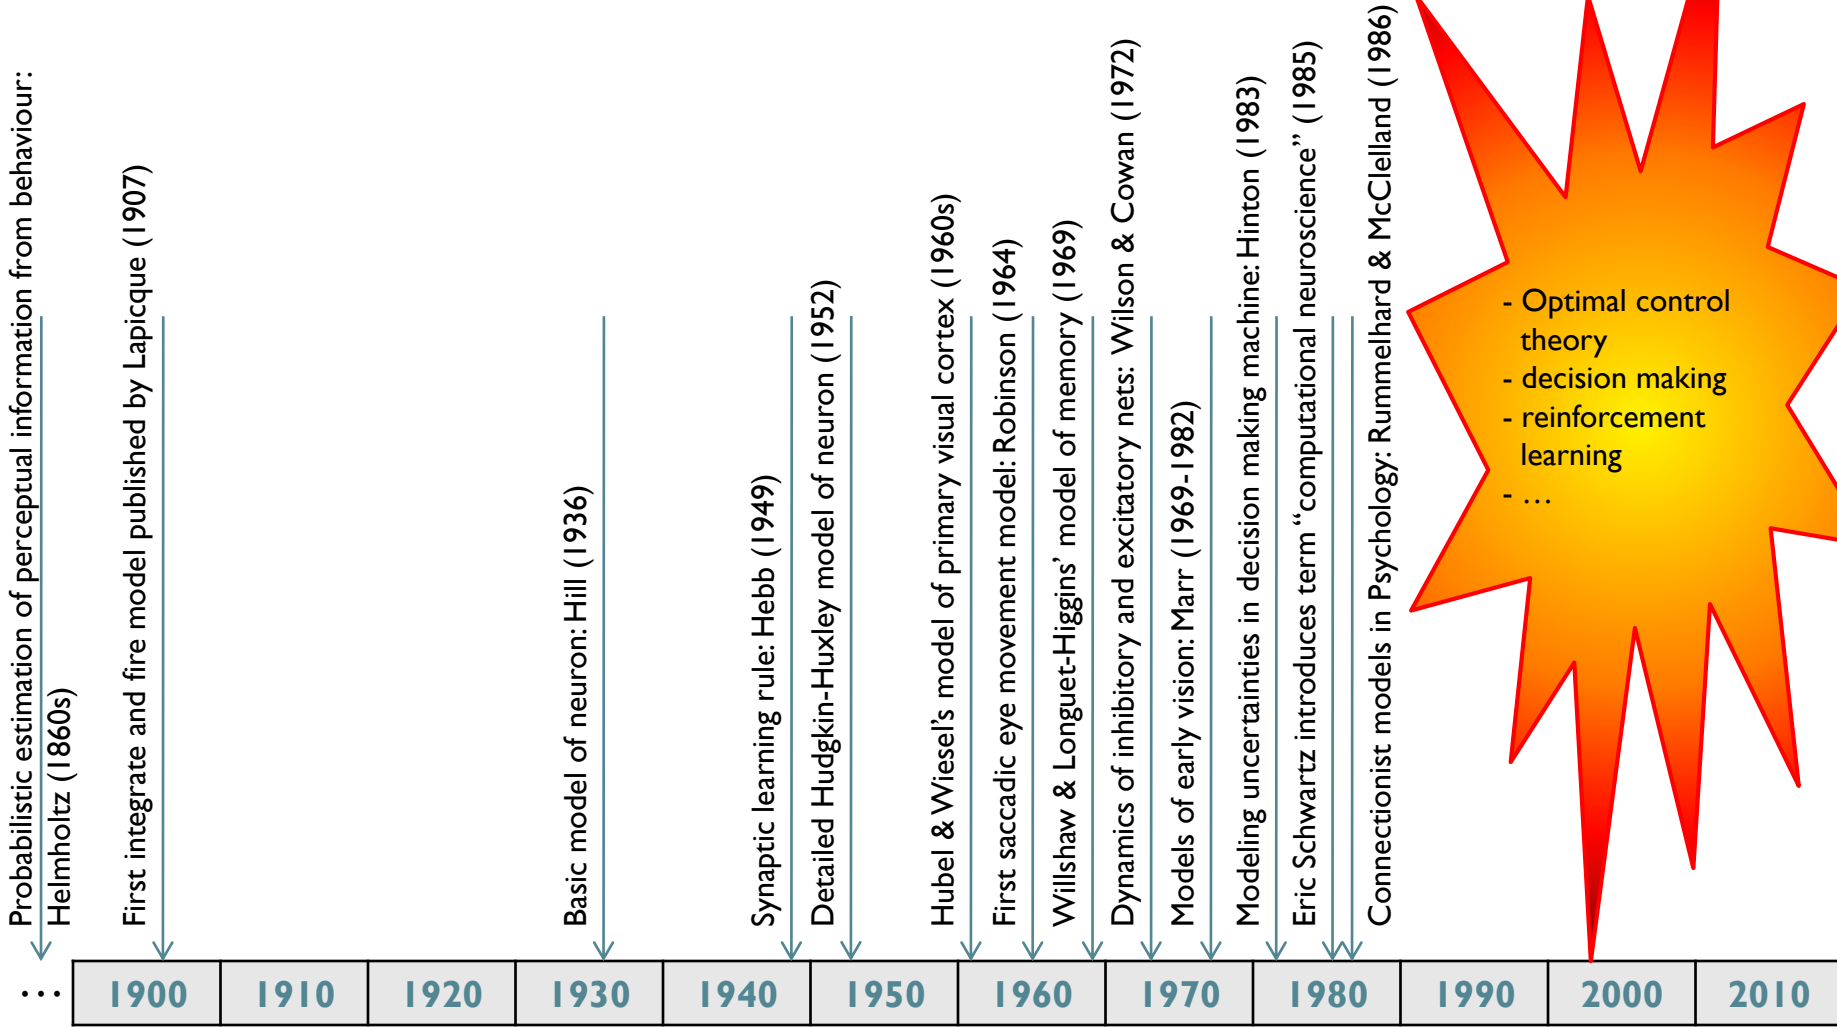 Probabilistic estimation of perceptual information from behaviour:
Helmholtz (1860s)
First integrate and fire model published by Lapicque (1907)
Basic model of neuron: Hill (1936)
Synaptic learning rule: Hebb (1949)
Detailed Hudgkin-Huxley model of neuron (1952)
Hubel & Wiesel's model of primary visual cortex (1960s)
First saccadic eye movement model: Robinson (1964)
Willshaw & Longuet-Higgins' model of memory (1969)
Dynamics of inhibitory and excitatory nets: Wilson & Cowan (1972)
Models of early vision: Marr (1969-1982)
Modeling uncertainties in decision making machine: Hinton (1983)
Eric Schwartz introduces term “computational neuroscience” (1985)
Connectionist models in Psychology: Rummelhard & McClelland (1986)
- Optimal control
theory
- decision making
- reinforcement
learning
- …
… 1900 1910 1920 1930 1940 1950 1960 1970 1980 1990 2000 2010